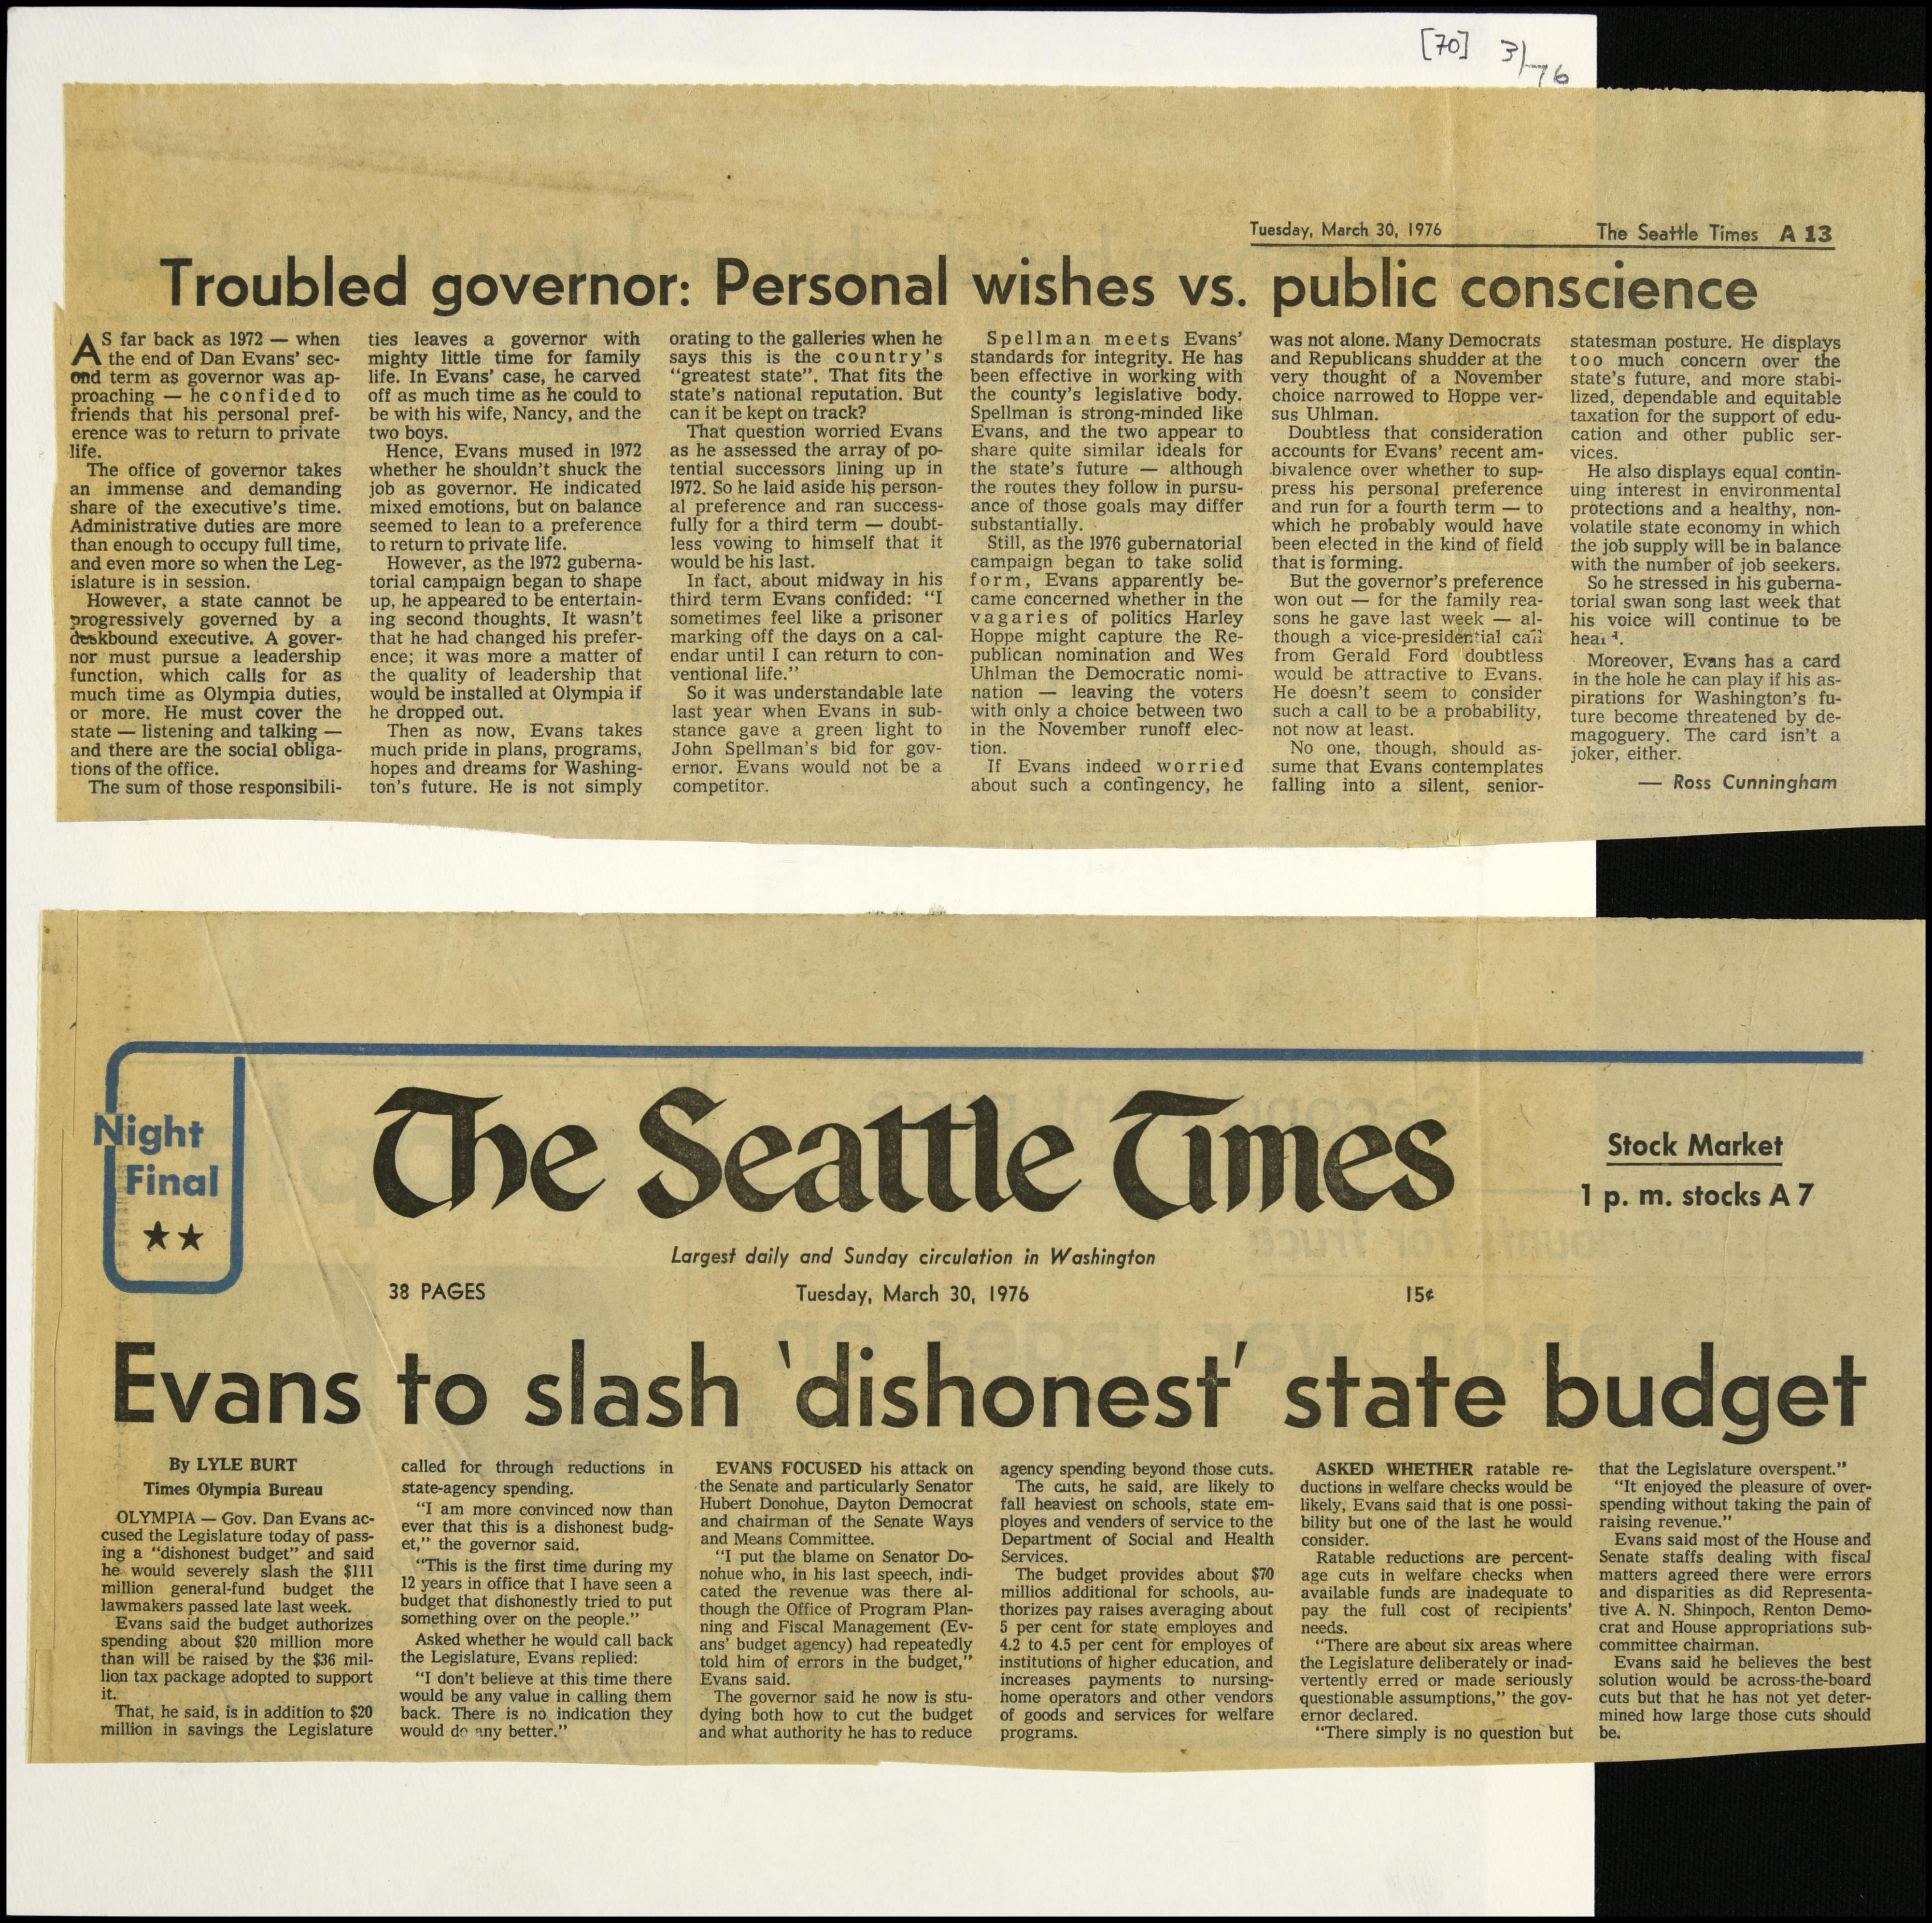 [70] 3/76
Tuesday, March 30, 1976 The Seattle Times A 13
Troubled governor: Personal wishes vs. public conscience
AS far back as 1972 — when
the end of Dan Evans' sec-
ond term as governor was ap-
proaching — he confided to
friends that his personal pref-
erence was to return to private
life.
The office of governor takes
an immense and demanding
share of the executive's time.
Administrative duties are more
than enough to occupy full time,
and even more so when the Leg-
islature is in session.
However, a state cannot be
progressively governed by a
deskbound executive. A gover-
nor must pursue a leadership
function, which calls for as
much time as Olympia duties,
or more. He must cover the
state — listening and talking —
and there are the social obliga-
tions of the office.
The sum of those responsibili-
ties leaves a governor with
mighty little time for family
life. In Evans' case, he carved
off as much time as he could to
be with his wife, Nancy, and the
two boys.
Hence, Evans mused in 1972
whether he shouldn't shuck the
job as governor. He indicated
mixed emotions, but on balance
seemed to lean to a preference
to return to private life.
However, as the 1972 guberna-
torial campaign began to shape
up, he appeared to be entertain-
ing second thoughts. It wasn't
that he had changed his prefer-
ence; it was more a matter of
the quality of leadership that
would be installed at Olympia if
he dropped out.
Then as now, Evans takes
much pride in plans, programs,
hopes and dreams for Washing-
ton's future. He is not simply
orating to the galleries when he
says this is the country's
"greatest state". That fits the
state's national reputation. But
can it be kept on track?
That question worried Evans
as he assessed the array of po-
tential successors lining up in
1972. So he laid aside his person-
al preference and ran success-
fully for a third term — doubt-
less vowing to himself that it
would be his last.
In fact, about midway in his
third term Evans confided: "I
sometimes feel like a prisoner
marking off the days on a cal-
endar until I can return to con-
ventional life."
So it was understandable late
last year when Evans in sub-
stance gave a green light to
John Spellman's bid for gov-
ernor. Evans would not be a
competitor.
Spellman meets Evans'
standards for integrity. He has
been effective in working with
the county's legislative body.
Spellman is strong-minded like
Evans, and the two appear to
share quite similar ideals for
the state's future — although
the routes they follow in pursu-
ance of those goals may differ
substantially.
Still, as the 1976 gubernatorial
campaign began to take solid
form, Evans apparently be-
came concerned whether in the
vagaries of politics Harley
Hoppe might capture the Re-
publican nomination and Wes
Uhlman the Democratic nomi-
nation — leaving the voters
with only a choice between two
in the November runoff elec-
tion.
If Evans indeed worried
about such a contingency, he
was not alone. Many Democrats
and Republicans shudder at the
very thought of a November
choice narrowed to Hoppe ver-
sus Uhlman.
Doubtless that consideration
accounts for Evans' recent am-
bivalence over whether to sup-
press his personal preference
and run for a fourth term — to
which he probably would have
been elected in the kind of field
that is forming.
But the governor's preference
won out — for the family rea-
sons he gave last week — al-
though a vice-presidential call
from Gerald Ford doubtless
would be attractive to Evans.
He doesn't seem to consider
such a call to be a probability,
not now at least.
No one, though, should as-
sume that Evans contemplates
falling into a silent, senior-
statesman posture. He displays
too much concern over the
state's future, and more stabi-
lized, dependable and equitable
taxation for the support of edu-
cation and other public ser-
vices.
He also displays equal contin-
uing interest in environmental
protections and a healthy, non-
volatile state economy in which
the job supply will be in balance
with the number of job seekers.
So he stressed in his guberna-
torial swan song last week that
his voice will continue to be
heard.
Moreover, Evans has a card
in the hole he can play if his as-
pirations for Washington's fu-
ture become threatened by de-
magoguery. The card isn't a
joker, either.
— Ross Cunningham
Night
Final
★★
The Seattle Times
Stock Market
1 p. m. stocks A 7
Largest daily and Sunday circulation in Washington
38 PAGES Tuesday, March 30, 1976 15¢
Evans to slash 'dishonest' state budget
By LYLE BURT
Times Olympia Bureau
OLYMPIA — Gov. Dan Evans ac-
cused the Legislature today of pass-
ing a "dishonest budget" and said
he would severely slash the $111
million general-fund budget the
lawmakers passed late last week.
Evans said the budget authorizes
spending about $20 million more
than will be raised by the $36 mil-
lion tax package adopted to support
it.
That, he said, is in addition to $20
million in savings the Legislature
called for through reductions in
state-agency spending.
"I am more convinced now than
ever that this is a dishonest budg-
et," the governor said.
"This is the first time during my
12 years in office that I have seen a
budget that dishonestly tried to put
something over on the people."
Asked whether he would call back
the Legislature, Evans replied:
"I don't believe at this time there
would be any value in calling them
back. There is no indication they
would do any better."
EVANS FOCUSED his attack on
the Senate and particularly Senator
Hubert Donohue, Dayton Democrat
and chairman of the Senate Ways
and Means Committee.
"I put the blame on Senator Do-
nohue who, in his last speech, indi-
cated the revenue was there al-
though the Office of Program Plan-
ning and Fiscal Management (Ev-
ans' budget agency) had repeatedly
told him of errors in the budget,"
Evans said.
The governor said he now is stu-
dying both how to cut the budget
and what authority he has to reduce
agency spending beyond those cuts.
The cuts, he said, are likely to
fall heaviest on schools, state em-
ployes and venders of service to the
Department of Social and Health
Services.
The budget provides about $70
millios additional for schools, au-
thorizes pay raises averaging about
5 per cent for state employes and
4.2 to 4.5 per cent for employes of
institutions of higher education, and
increases payments to nursing-
home operators and other vendors
of goods and services for welfare
programs.
ASKED WHETHER ratable re-
ductions in welfare checks would be
likely, Evans said that is one possi-
bility but one of the last he would
consider.
Ratable reductions are percent-
age cuts in welfare checks when
available funds are inadequate to
pay the full cost of recipients'
needs.
"There are about six areas where
the Legislature deliberately or inad-
vertently erred or made seriously
questionable assumptions," the gov-
ernor declared.
"There simply is no question but
that the Legislature overspent."
"It enjoyed the pleasure of over-
spending without taking the pain of
raising revenue."
Evans said most of the House and
Senate staffs dealing with fiscal
matters agreed there were errors
and disparities as did Representa-
tive A. N. Shinpoch, Renton Demo-
crat and House appropriations sub-
committee chairman.
Evans said he believes the best
solution would be across-the-board
cuts but that he has not yet deter-
mined how large those cuts should
be.